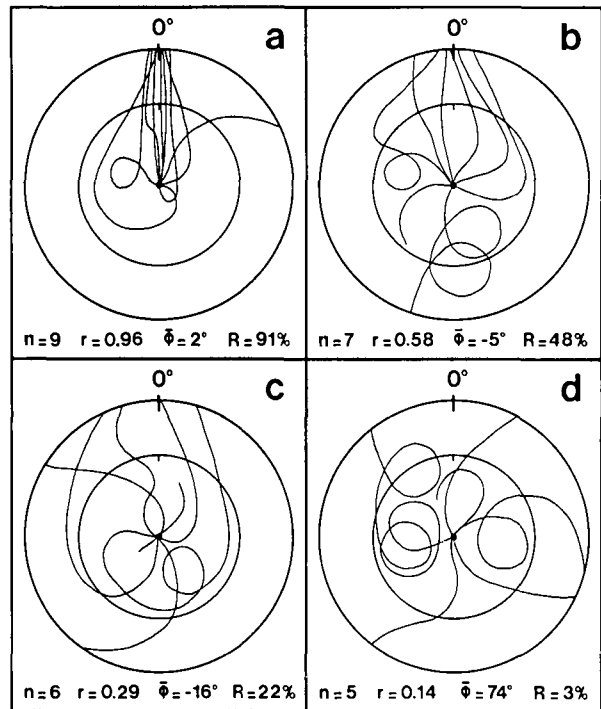 0°
a
n=9 r=0.96 Φ̄=2° R=91%
0°
b
n=7 r=0.58 Φ̄=-5° R=48%
0°
c
n=6 r=0.29 Φ̄=-16° R=22%
0°
d
n=5 r=0.14 Φ̄=74° R=3%